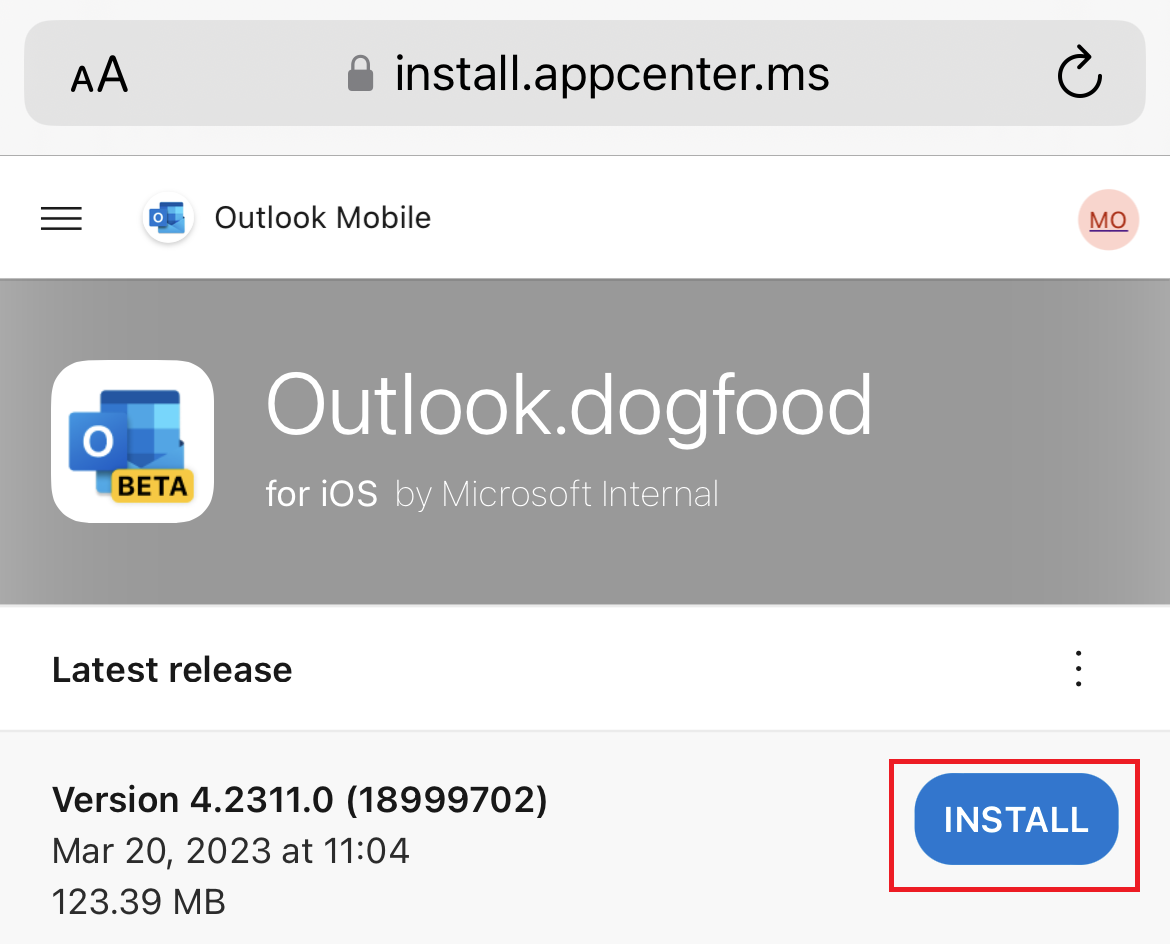 AA install.appcenter.ms
Outlook Mobile MO
Outlook.dogfood
O
BETA
for iOS by Microsoft Internal
Latest release
Version 4.2311.0 (18999702)
INSTALL
Mar 20, 2023 at 11:04
123.39 MB